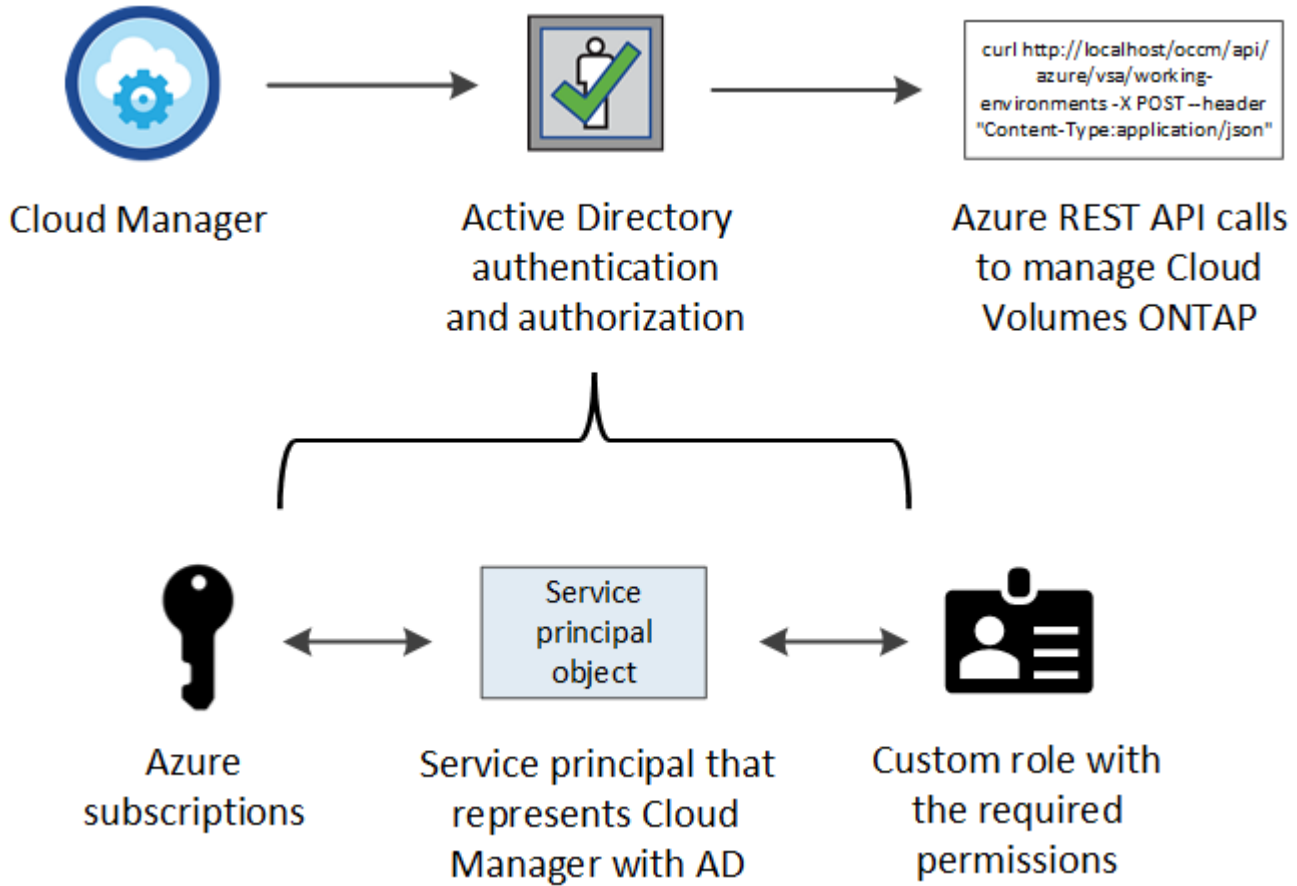 curl http://localhost/occm/api/
azure/vsa/working-
environments -X POST --header
"Content-Type:application/json"
Cloud Manager
Active Directory
authentication
and authorization
Azure REST API calls
to manage Cloud
Volumes ONTAP
Service
principal
object
Azure
subscriptions
Service principal that
represents Cloud
Manager with AD
Custom role with
the required
permissions